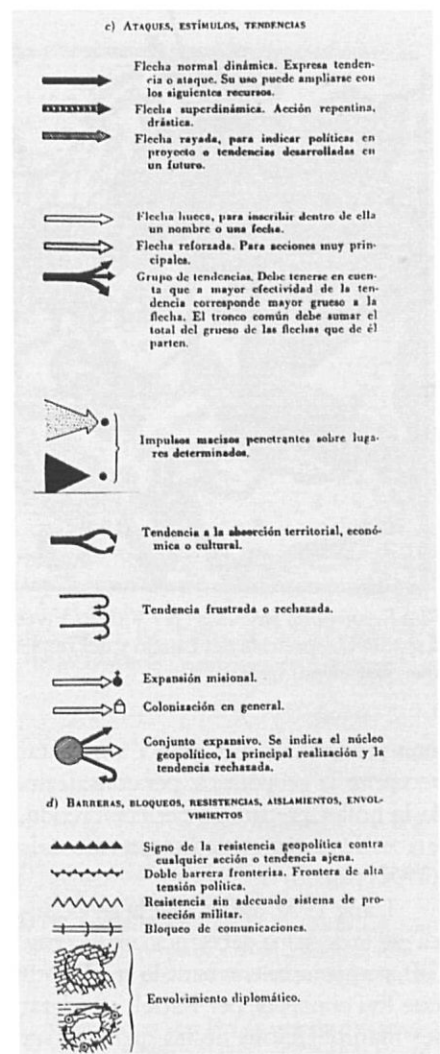 c) ATAQUES, ESTÍMULOS, TENDENCIAS
Flecha normal dinámica. Expresa tenden-
cia o ataque. Su uso puede ampliarse con
los siguientes recursos.
Flecha superdinámica. Acción repentina,
drástica.
Flecha rayada, para indicar políticas en
proyecto o tendencias desarrolladas en
un futuro.
Flecha hueca, para inscribir dentro de ella
un nombre o una fecha.
Flecha reforzada. Para acciones muy prin-
cipales.
Grupo de tendencias. Debe tenerse en cuen-
ta que a mayor efectividad de la ten-
dencia corresponde mayor grueso a la
flecha. El tronco común debe sumar el
total del grueso de las flechas que de él
parten.
Impulsos macisos penetrantes sobre luga-
res determinados.
Tendencia a la absorción territorial, econó-
mica o cultural.
Tendencia frustrada o rechazada.
Expansión misional.
Colonización en general.
Conjunto expansivo. Se indica el núcleo
geopolítico, la principal realización y la
tendencia rechazada.
d) BARRERAS, BLOQUEOS, RESISTENCIAS, AISLAMIENTOS, ENVOL-
VIMIENTOS
Signo de la resistencia geopolítica contra
cualquier acción o tendencia ajena.
Doble barrera fronteriza. Frontera de alta
tensión política.
Resistencia sin adecuado sistema de pro-
tección militar.
Bloqueo de comunicaciones.
Envolvimiento diplomático.